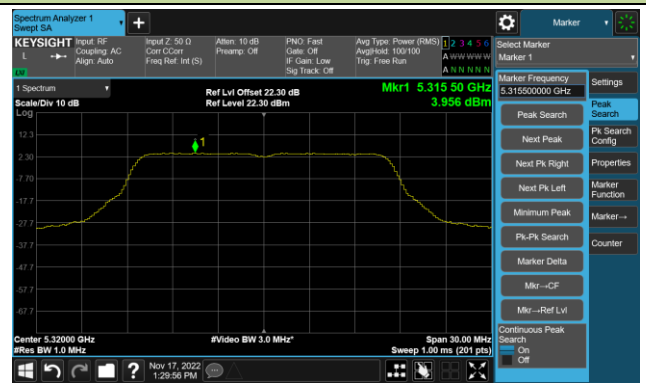 Spectrum Analyzer 1
Swept SA
+
Marker
KEYSIGHT
L
LV
Input: RF
Coupling: AC
Align: Auto
Input Z: 50 Ω
Corr CCorr
Freq Ref: Int (S)
Atten: 10 dB
Preamp: Off
PNO: Fast
Gate: Off
IF Gain: Low
Sig Track: Off
Avg Type: Power (RMS)
Avg|Hold: 100/100
Trig: Free Run
1 2 3 4 5 6
A W W W W W
A N N N N N
Select Marker
Marker 1
1 Spectrum
Scale/Div 10 dB
Log
Ref Lvl Offset 22.30 dB
Ref Level 22.30 dBm
Mkr1 5.315 50 GHz
3.956 dBm
12.3
2.30
-7.70
-17.7
-27.7
-37.7
-47.7
-57.7
-67.7
1
Center 5.32000 GHz
#Res BW 1.0 MHz
#Video BW 3.0 MHz*
Span 30.00 MHz
Sweep 1.00 ms (201 pts)
Marker Frequency
5.315500000 GHz
Peak Search
Next Peak
Next Pk Right
Next Pk Left
Minimum Peak
Pk-Pk Search
Marker Delta
Mkr→CF
Mkr→Ref Lvl
Continuous Peak
Search
On
Off
Settings
Peak
Search
Pk Search
Config
Properties
Marker
Function
Marker→
Counter
?
Nov 17, 2022
1:29:56 PM